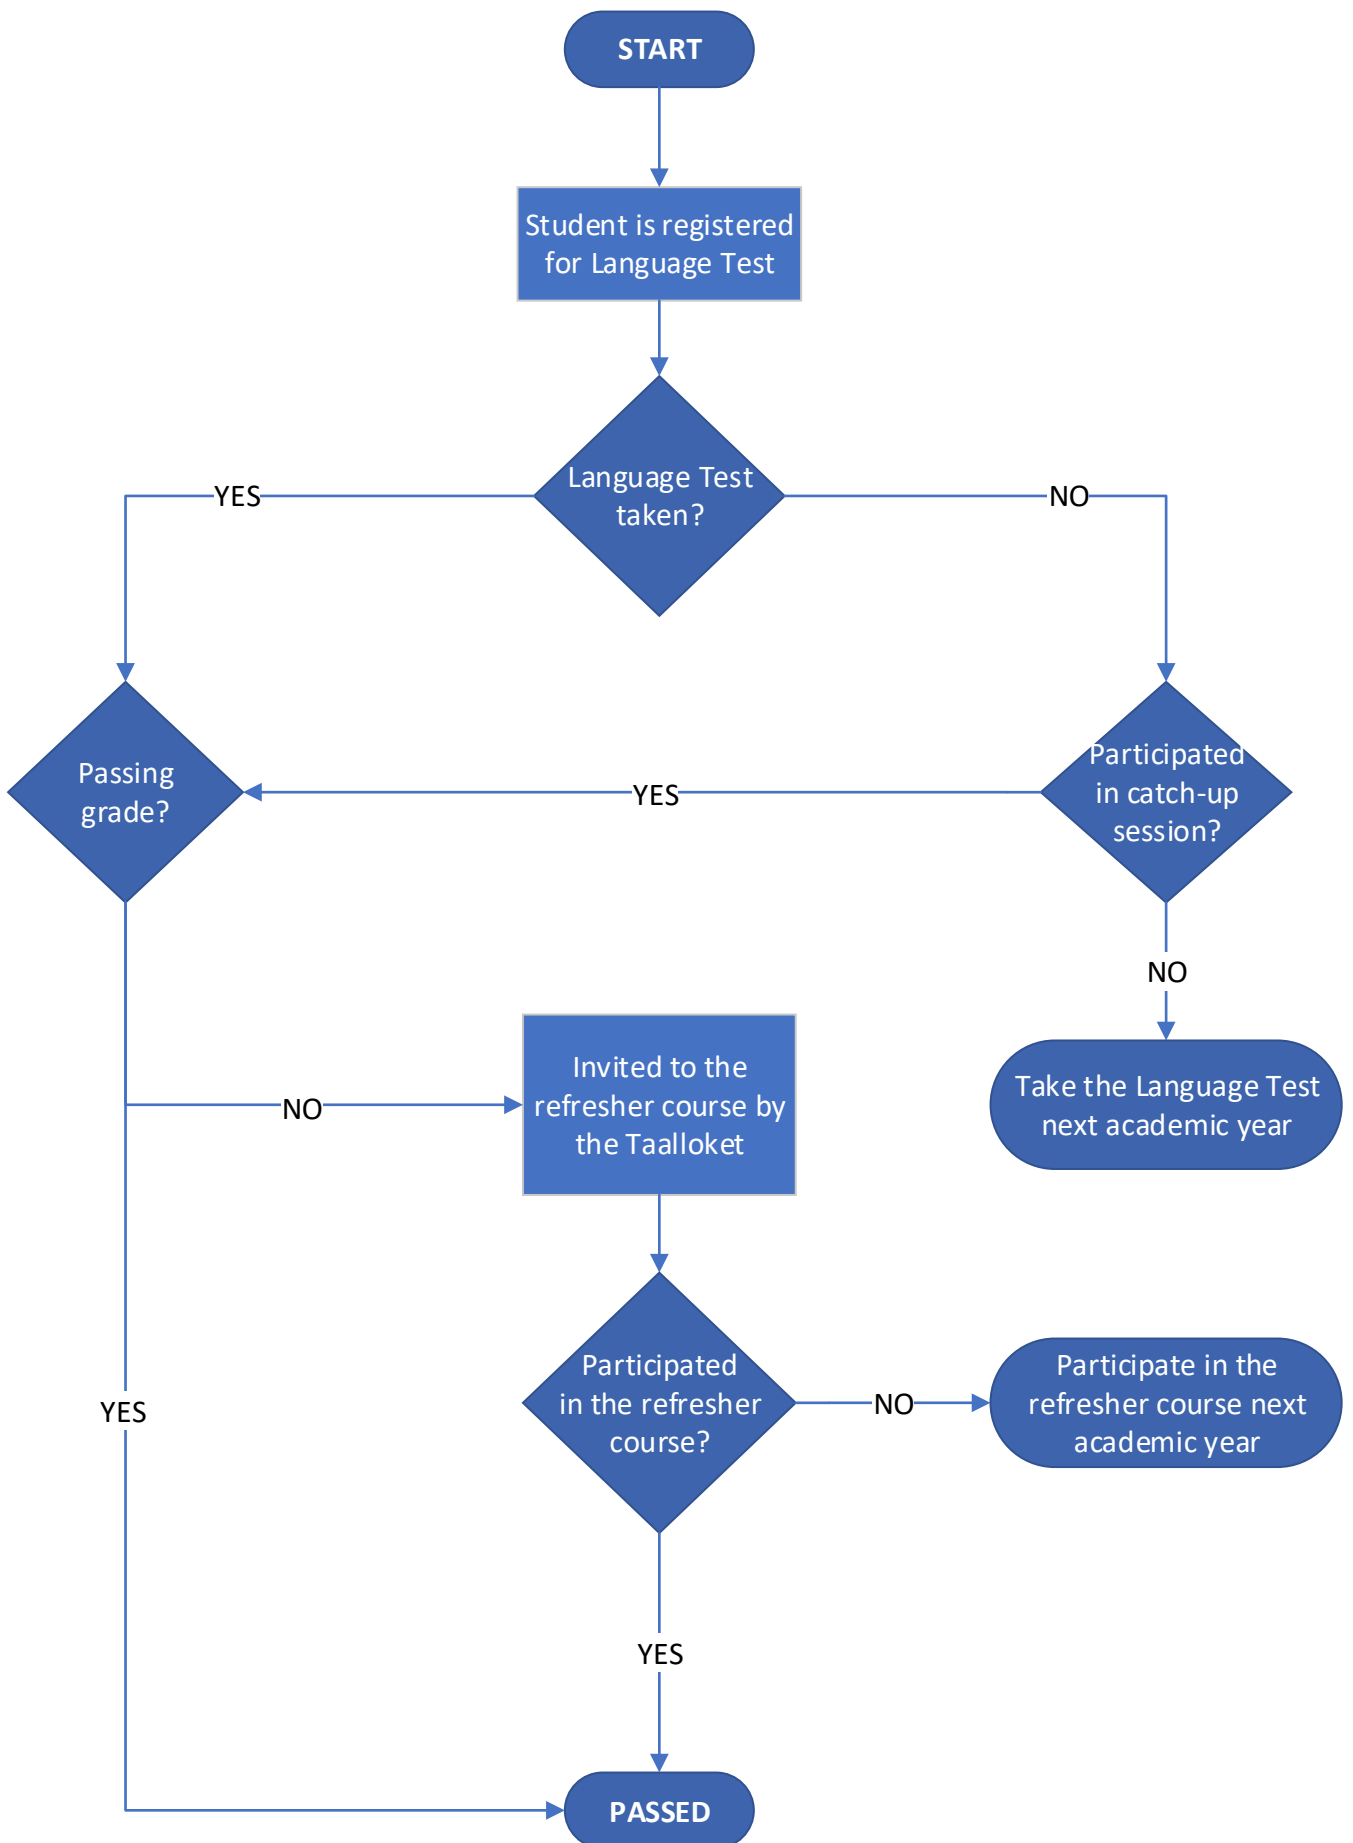 START
Student is registered
for Language Test
Language Test
taken?
YES
NO
Passing
grade?
YES
Participated
in catch-up
session?
NO
Invited to the
refresher course by
the Taalloket
NO
Take the Language Test
next academic year
Participated
in the refresher
course?
NO
Participate in the
refresher course next
academic year
YES
YES
PASSED